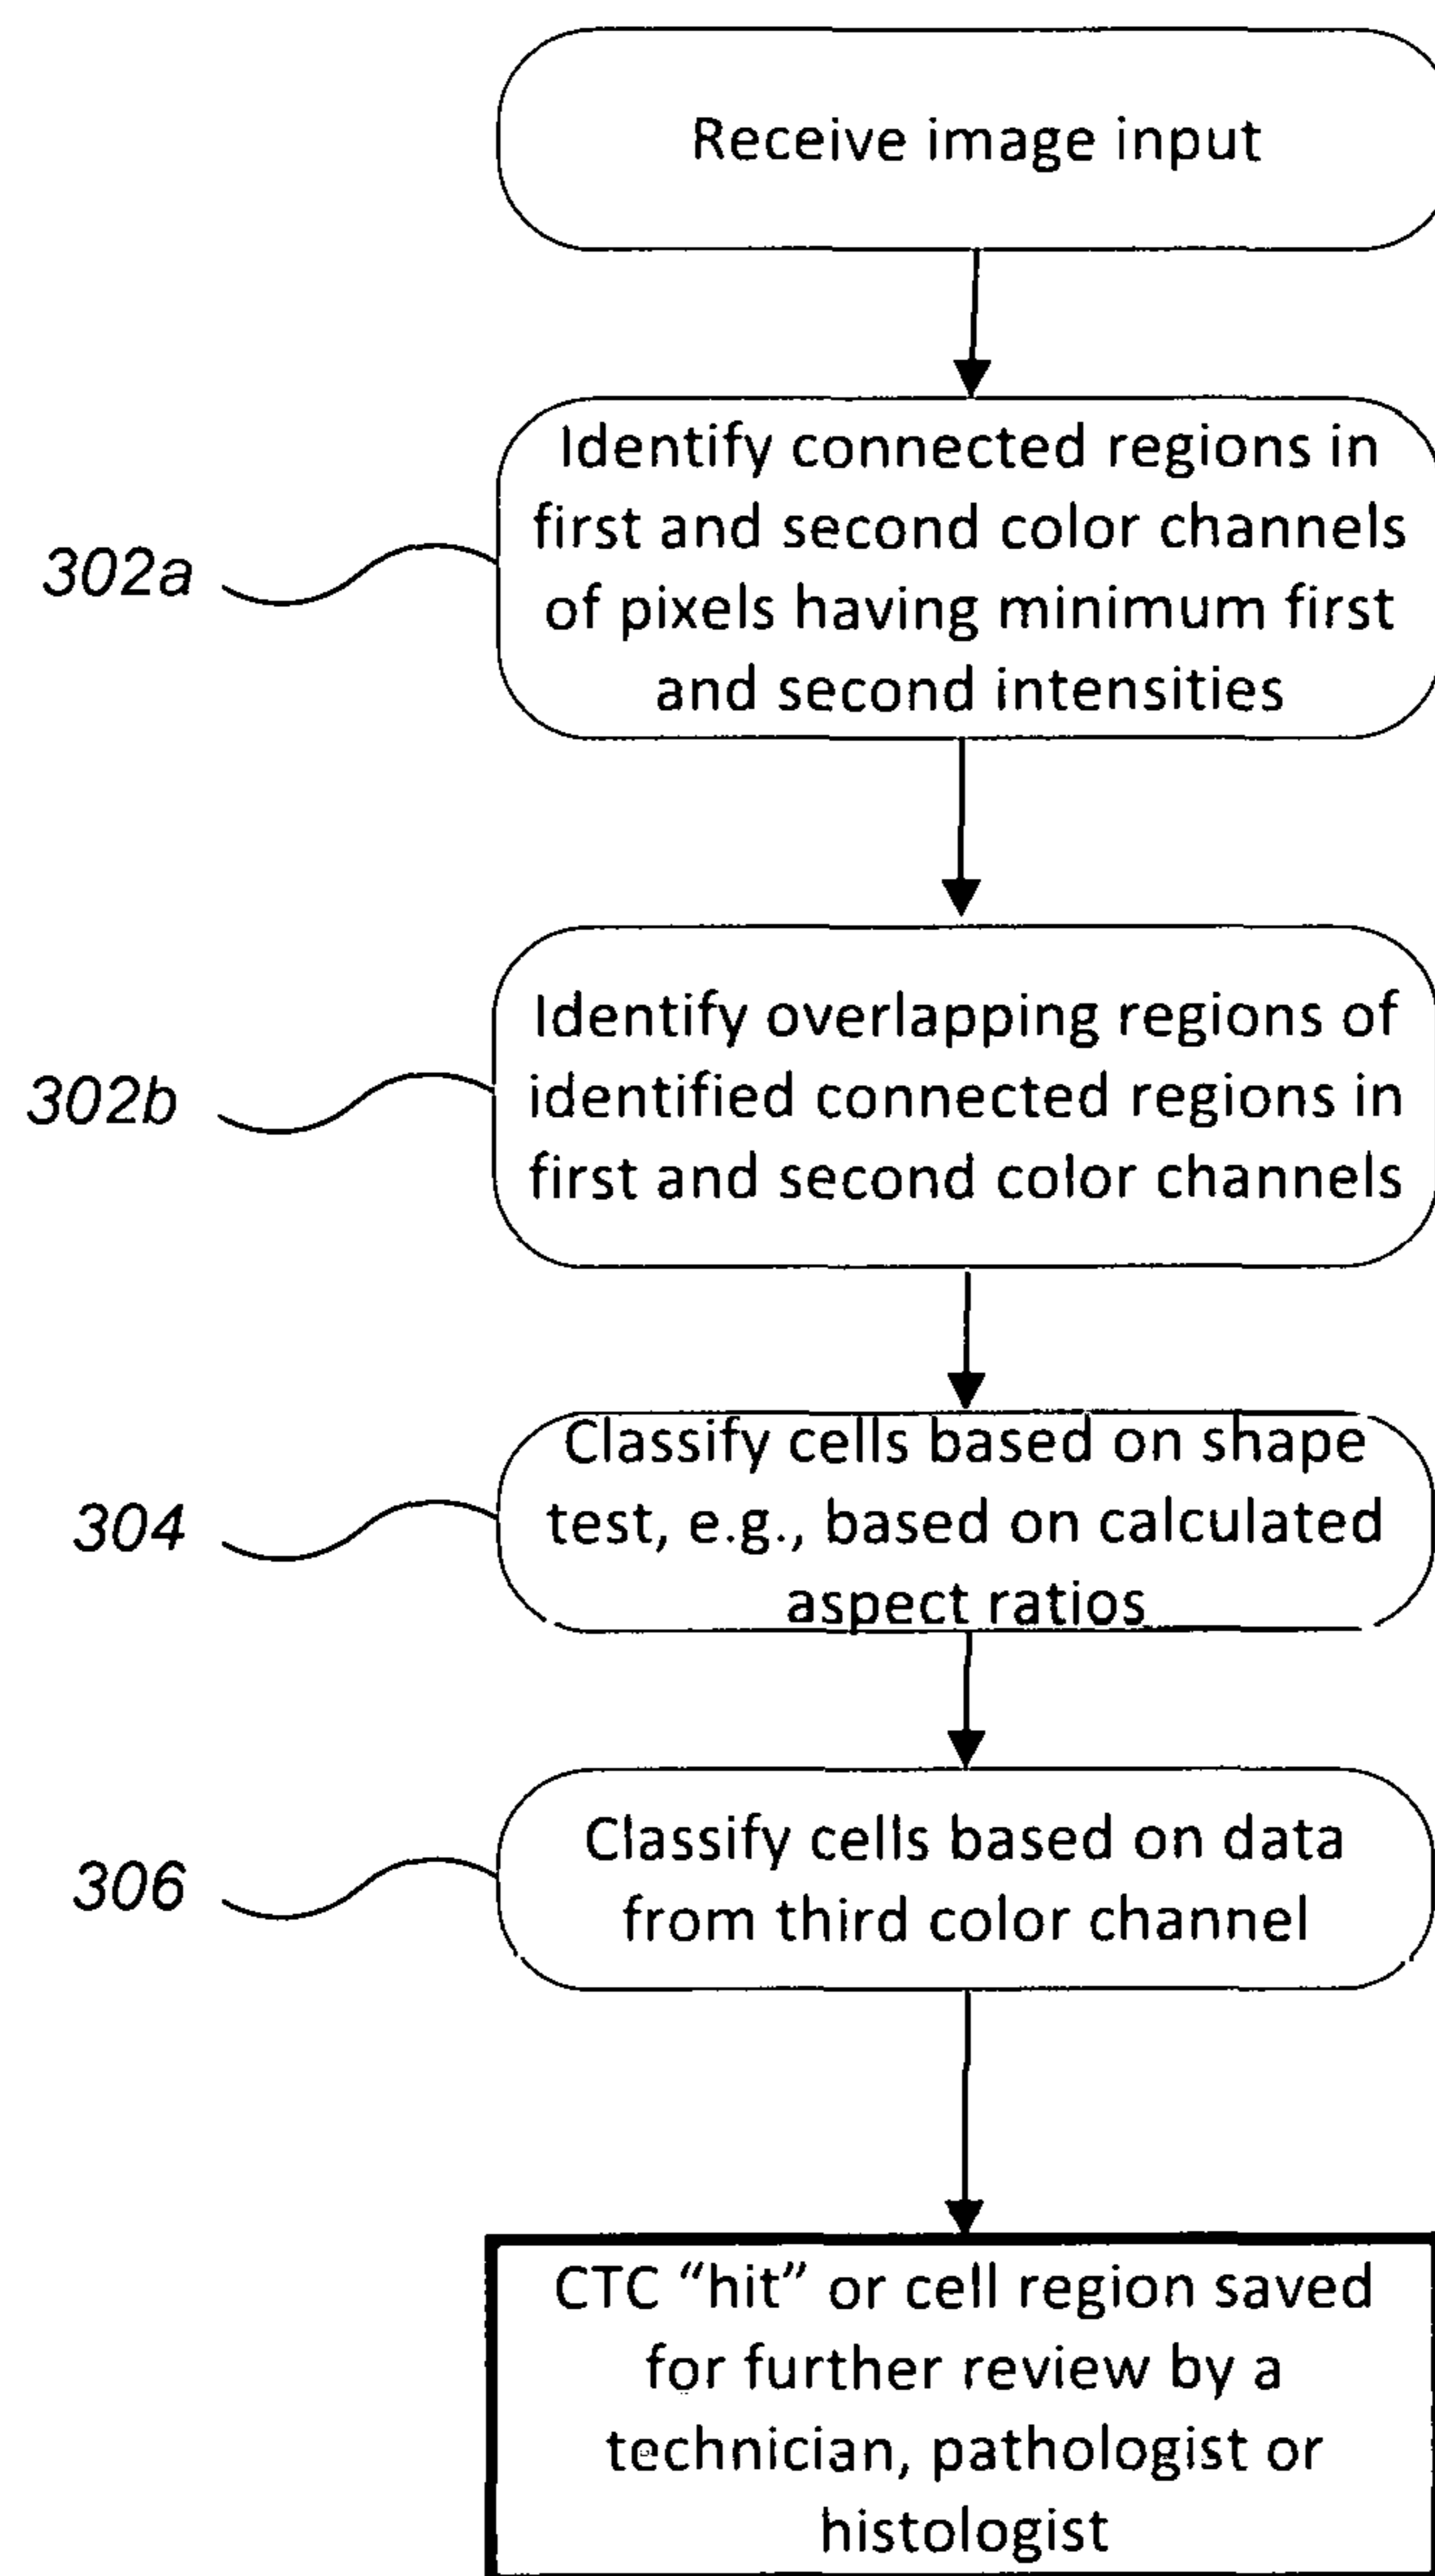 Receive image input
Identify connected regions in
first and second color channels
302a
of pixels having minimum first
and second intensities
Identify overlapping regions of
302b
identified connected regions in
first and second color channels
Classify cells based on shape
304
test, e.g., based on calculated
aspect ratios
Classify cells based on data
306
from third color channel
CTC “hit” or cell region saved
for further review by a
technician, pathologist or
histologist